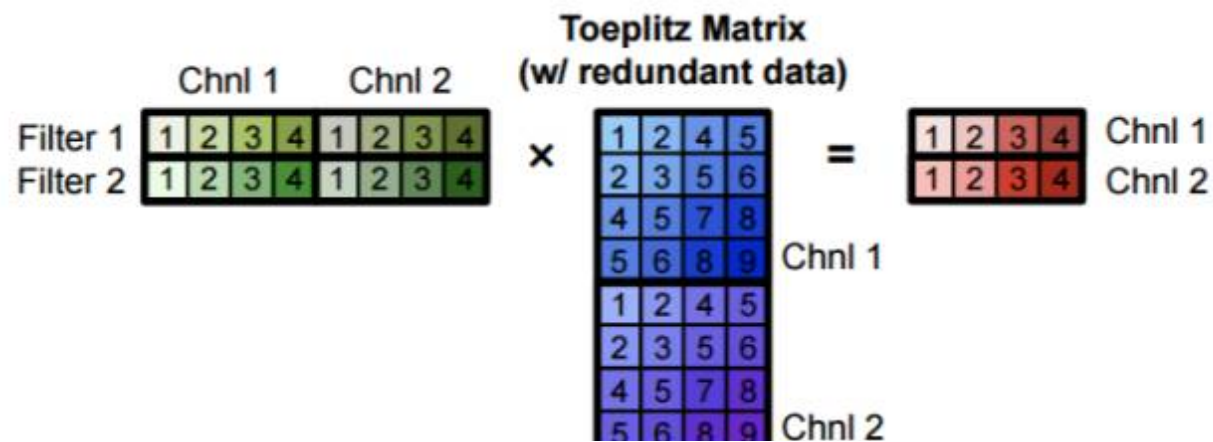 Toeplitz Matrix
(w/ redundant data)
Chnl 1 Chnl 2
Filter 1 1 2 3 4 1 2 3 4 × 1 2 4 5 = 1 2 3 4 Chnl 1
Filter 2 1 2 3 4 1 2 3 4 2 3 5 6 1 2 3 4 Chnl 2
4 5 7 8
5 6 8 9 Chnl 1
1 2 4 5
2 3 5 6
4 5 7 8
5 6 8 9 Chnl 2